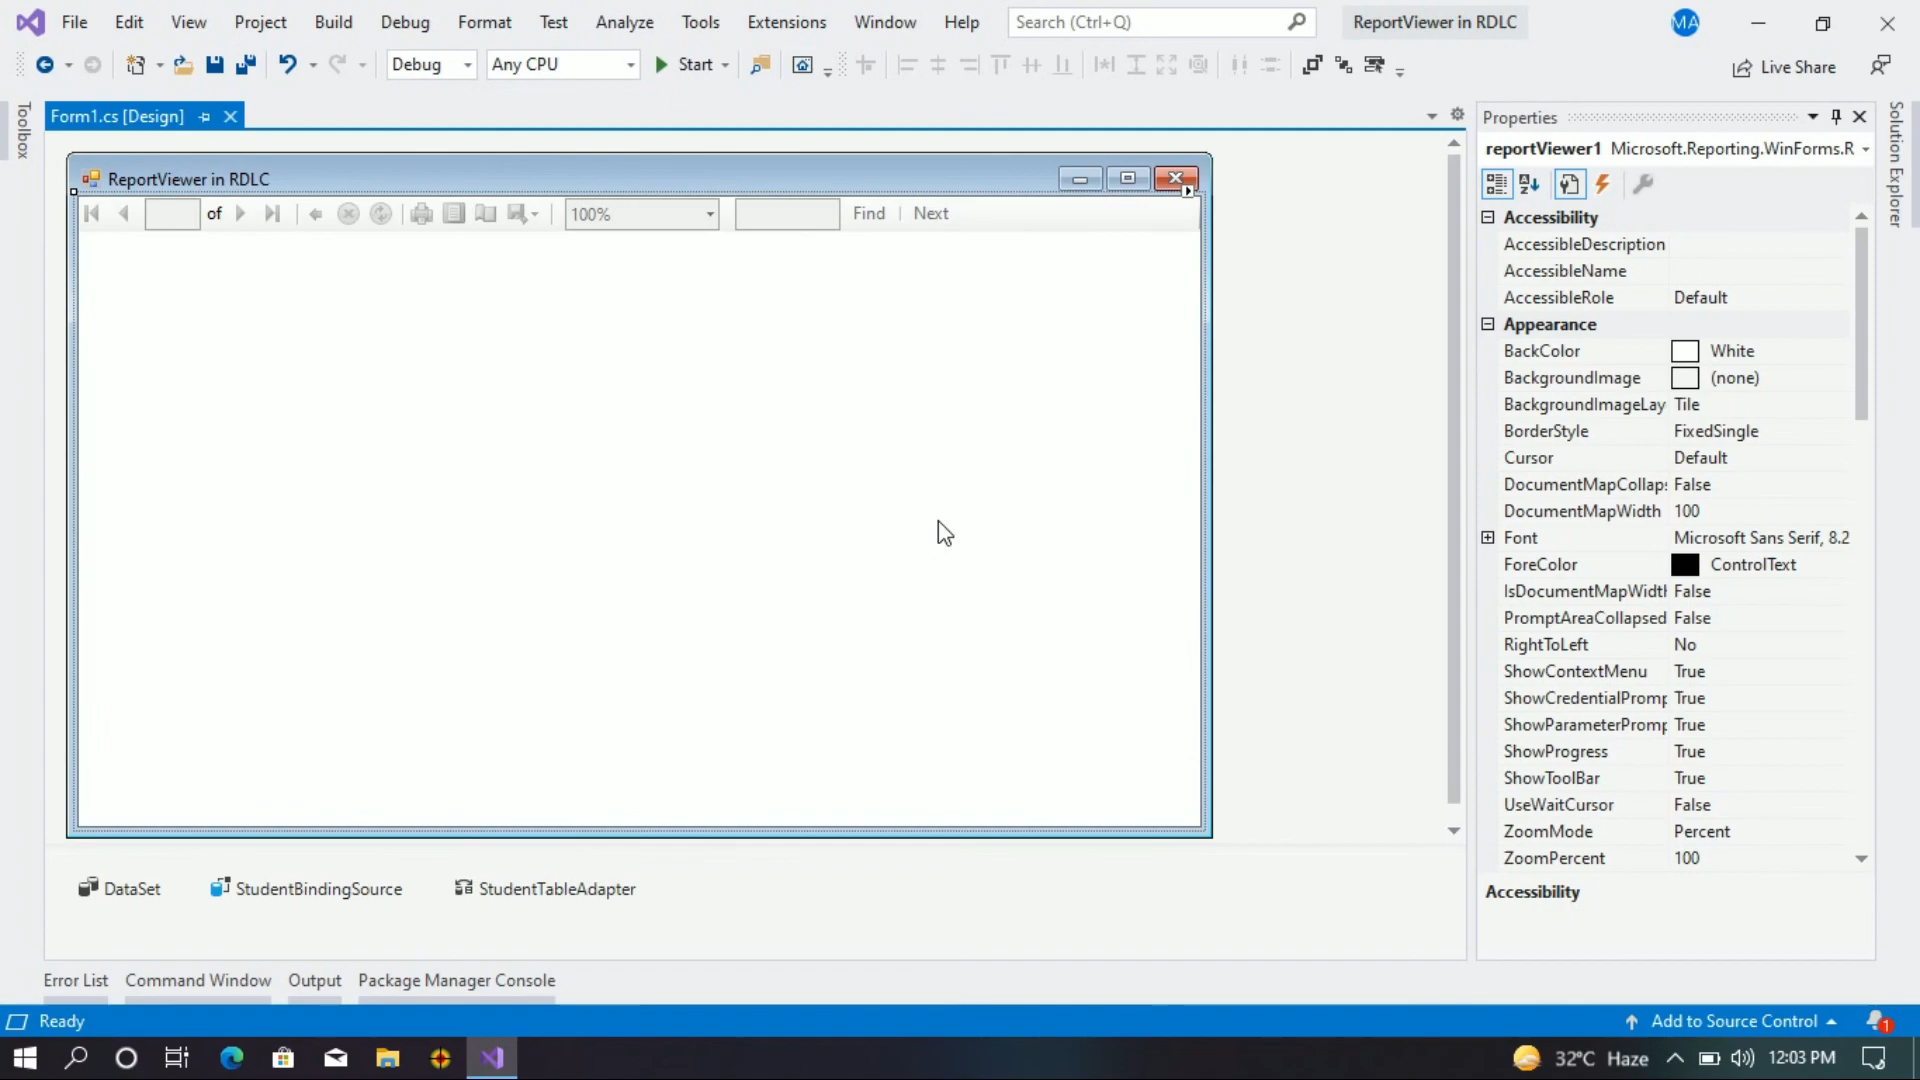 File Edit View Project Build Debug Format Test Analyze Tools Extensions Window Help Search (Ctrl+Q) ReportViewer in RDLC MA
Debug Any CPU Start Live Share
Toolbox
Form1.cs [Design]
ReportViewer in RDLC
of 100% Find Next
DataSet StudentBindingSource StudentTableAdapter
Properties
reportViewer1 Microsoft.Reporting.WinForms.R
Accessibility
AccessibleDescription
AccessibleName
AccessibleRole Default
Appearance
BackColor White
BackgroundImage (none)
BackgroundImageLay Tile
BorderStyle FixedSingle
Cursor Default
DocumentMapCollap: False
DocumentMapWidth 100
Font Microsoft Sans Serif, 8.2
ForeColor ControlText
IsDocumentMapWidtl False
PromptAreaCollapsed False
RightToLeft No
ShowContextMenu True
ShowCredentialPromp True
ShowParameterPromp True
ShowProgress True
ShowToolBar True
UseWaitCursor False
ZoomMode Percent
ZoomPercent 100
Accessibility
Solution Explorer
Error List Command Window Output Package Manager Console
Ready Add to Source Control 1
32°C Haze 12:03 PM